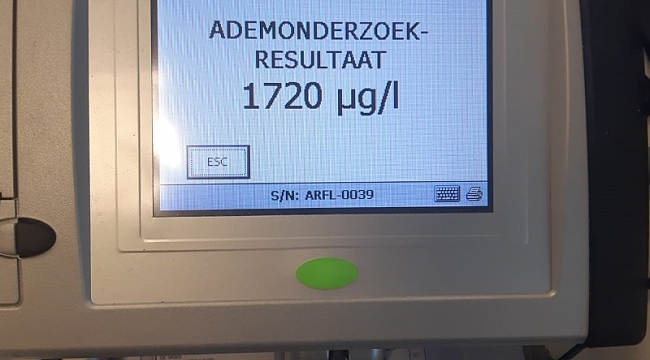 ADEMONDERZOEK-
RESULTAAT
1720 µg/l
ESC
S/N: ARFL-0039